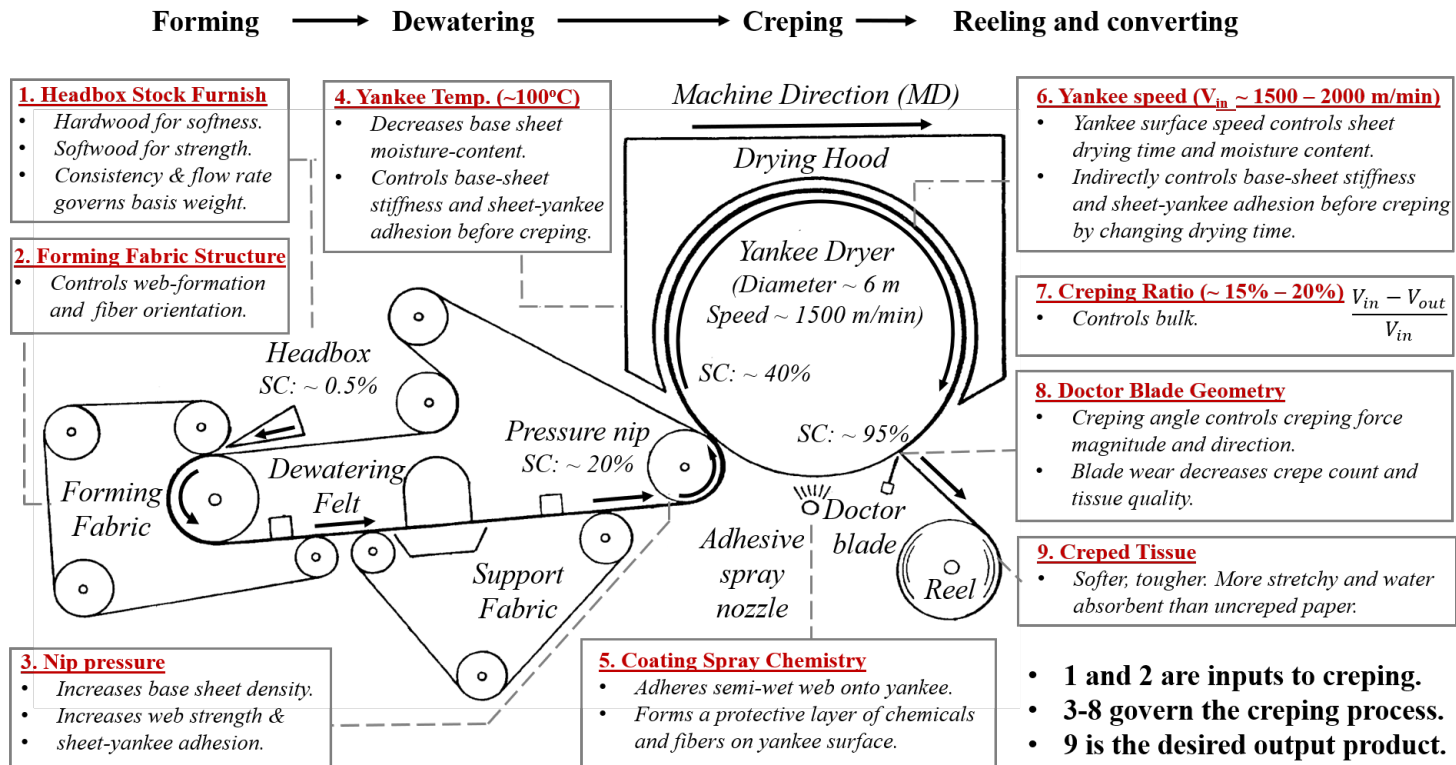 Forming Dewatering Creping Reeling and converting
1. Headbox Stock Furnish
• Hardwood for softness.
• Softwood for strength.
• Consistency & flow rate
governs basis weight.
2. Forming Fabric Structure
• Controls web-formation
and fiber orientation.
4. Yankee Temp. (~100°C)
• Decreases base sheet
moisture-content.
• Controls base-sheet
stiffness and sheet-yankee
adhesion before creping.
Machine Direction (MD)
Drying Hood
Yankee Dryer
(Diameter ~ 6 m
Speed ~ 1500 m/min)
SC: ~ 40%
SC: ~ 95%
Headbox
SC: ~ 0.5%
Pressure nip
SC: ~ 20%
Dewatering
Felt
Forming
Fabric
Support
Fabric
Adhesive
spray
nozzle
Doctor
blade
Reel
6. Yankee speed (V_in ~ 1500 – 2000 m/min)
• Yankee surface speed controls sheet
drying time and moisture content.
• Indirectly controls base-sheet stiffness
and sheet-yankee adhesion before creping
by changing drying time.
7. Creping Ratio (~ 15% – 20%) V_in − V_out
V_in
• Controls bulk.
8. Doctor Blade Geometry
• Creping angle controls creping force
magnitude and direction.
• Blade wear decreases crepe count and
tissue quality.
9. Creped Tissue
• Softer, tougher. More stretchy and water
absorbent than uncreped paper.
3. Nip pressure
• Increases base sheet density.
• Increases web strength &
• sheet-yankee adhesion.
5. Coating Spray Chemistry
• Adheres semi-wet web onto yankee.
• Forms a protective layer of chemicals
and fibers on yankee surface.
• 1 and 2 are inputs to creping.
• 3-8 govern the creping process.
• 9 is the desired output product.